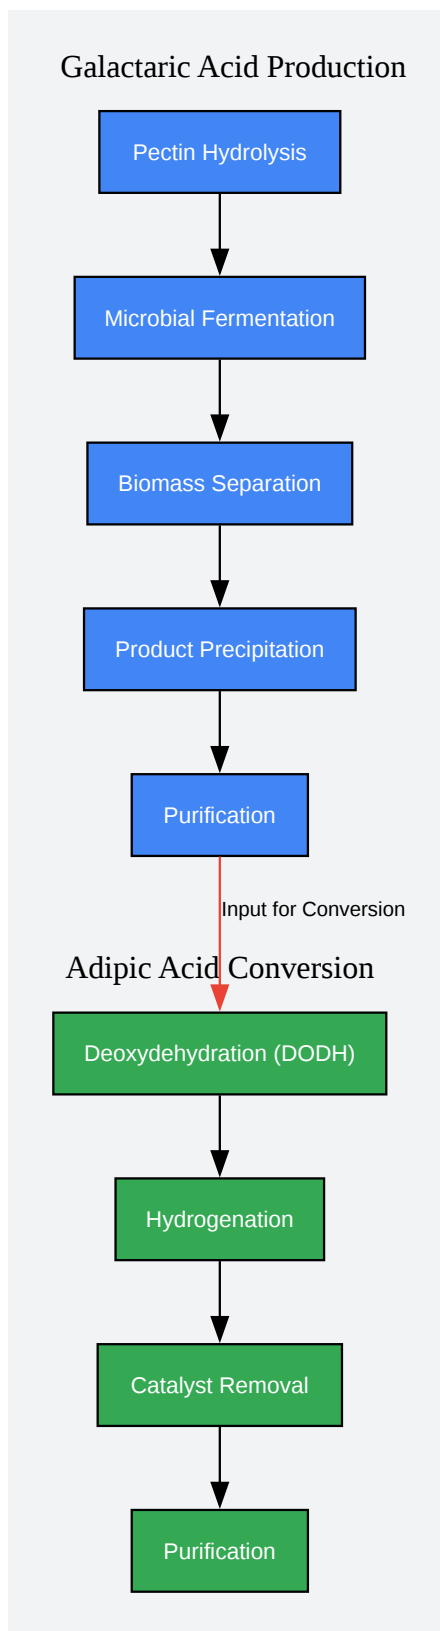 Galactaric Acid Production
Pectin Hydrolysis
Microbial Fermentation
Biomass Separation
Product Precipitation
Purification
Input for Conversion
Adipic Acid Conversion
Deoxydehydration (DODH)
Hydrogenation
Catalyst Removal
Purification